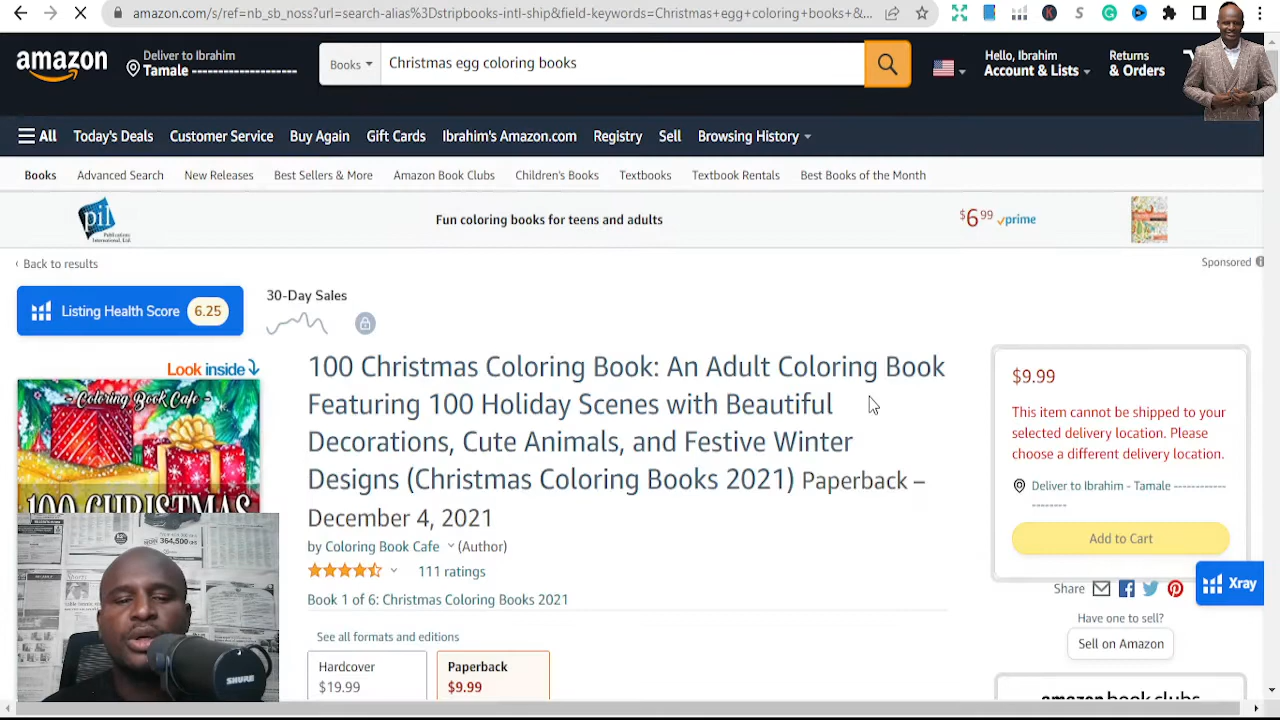 amazon.com/s/ref=nb_sb_noss?url=search-alias%3Dstripbooks-intl-ship&field-keywords=Christmas+egg+coloring+books+&...
amazon
Deliver to Ibrahim
Tamale --------------------
Books
Christmas egg coloring books
Hello, Ibrahim
Account & Lists
Returns
& Orders
All
Today's Deals
Customer Service
Buy Again
Gift Cards
Ibrahim's Amazon.com
Registry
Sell
Browsing History
Books
Advanced Search
New Releases
Best Sellers & More
Amazon Book Clubs
Children's Books
Textbooks
Textbook Rentals
Best Books of the Month
pil
Publications
International, Ltd.
Fun coloring books for teens and adults
$6.99 prime
‹ Back to results
Sponsored
Listing Health Score 6.25
30-Day Sales
Look inside
- Coloring Book Cafe -
100 CHRISTMAS
100 Christmas Coloring Book: An Adult Coloring Book
Featuring 100 Holiday Scenes with Beautiful
Decorations, Cute Animals, and Festive Winter
Designs (Christmas Coloring Books 2021) Paperback –
December 4, 2021
by Coloring Book Cafe (Author)
111 ratings
Book 1 of 6: Christmas Coloring Books 2021
See all formats and editions
Hardcover
$19.99
Paperback
$9.99
$9.99
This item cannot be shipped to your
selected delivery location. Please
choose a different delivery location.
Deliver to Ibrahim - Tamale ------------
--------
Add to Cart
Xray
Share
Have one to sell?
Sell on Amazon
amazon book clubs
SHURE